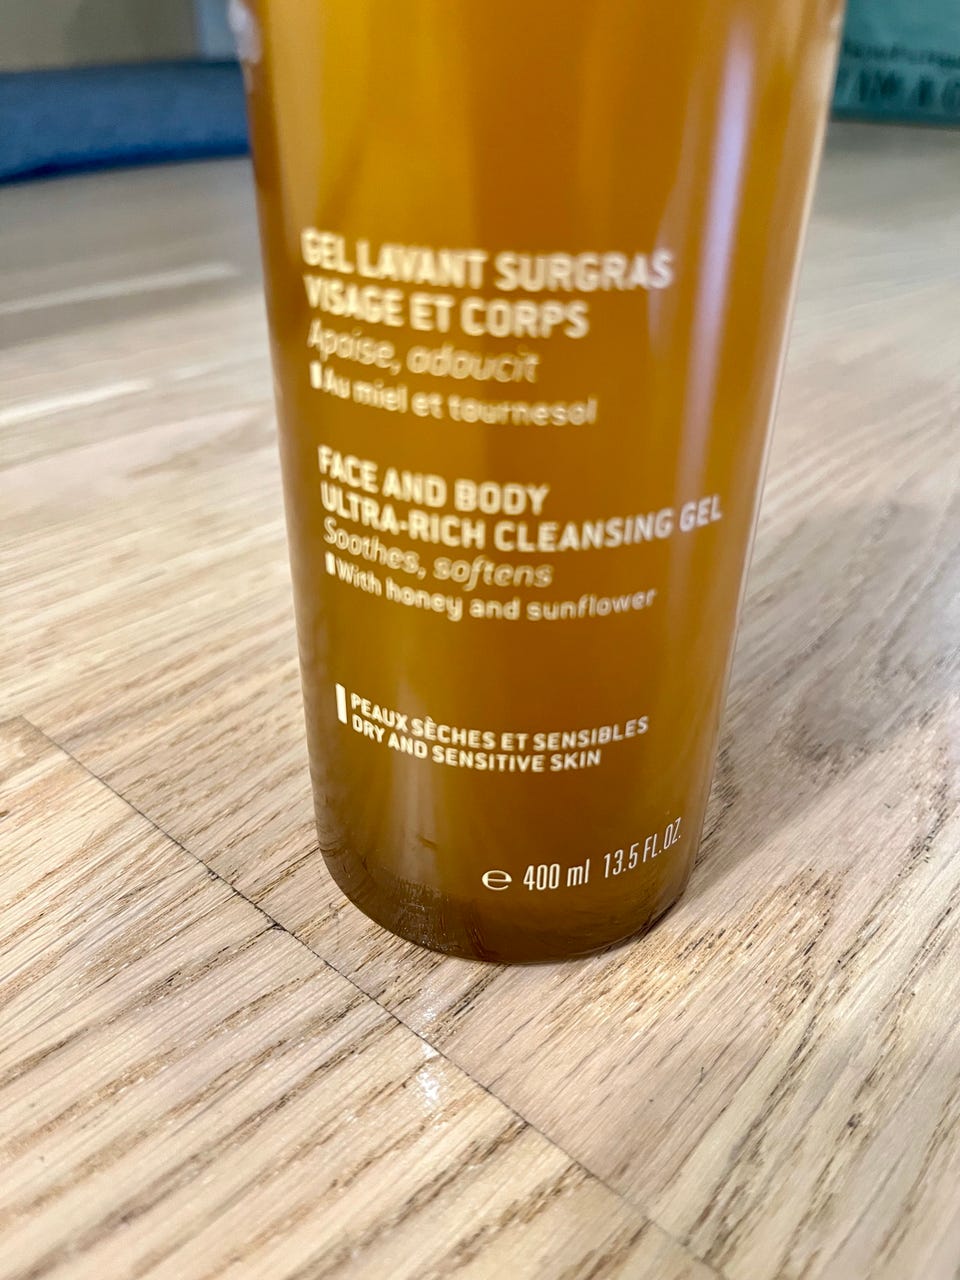 GEL LAVANT SURGRAS
VISAGE ET CORPS
Apaise, adoucit
Au miel et tournesol
FACE AND BODY
ULTRA-RICH CLEANSING GEL
Soothes, softens
With honey and sunflower
PEAUX SÈCHES ET SENSIBLES
DRY AND SENSITIVE SKIN
℮ 400 ml 13.5 FL.OZ.